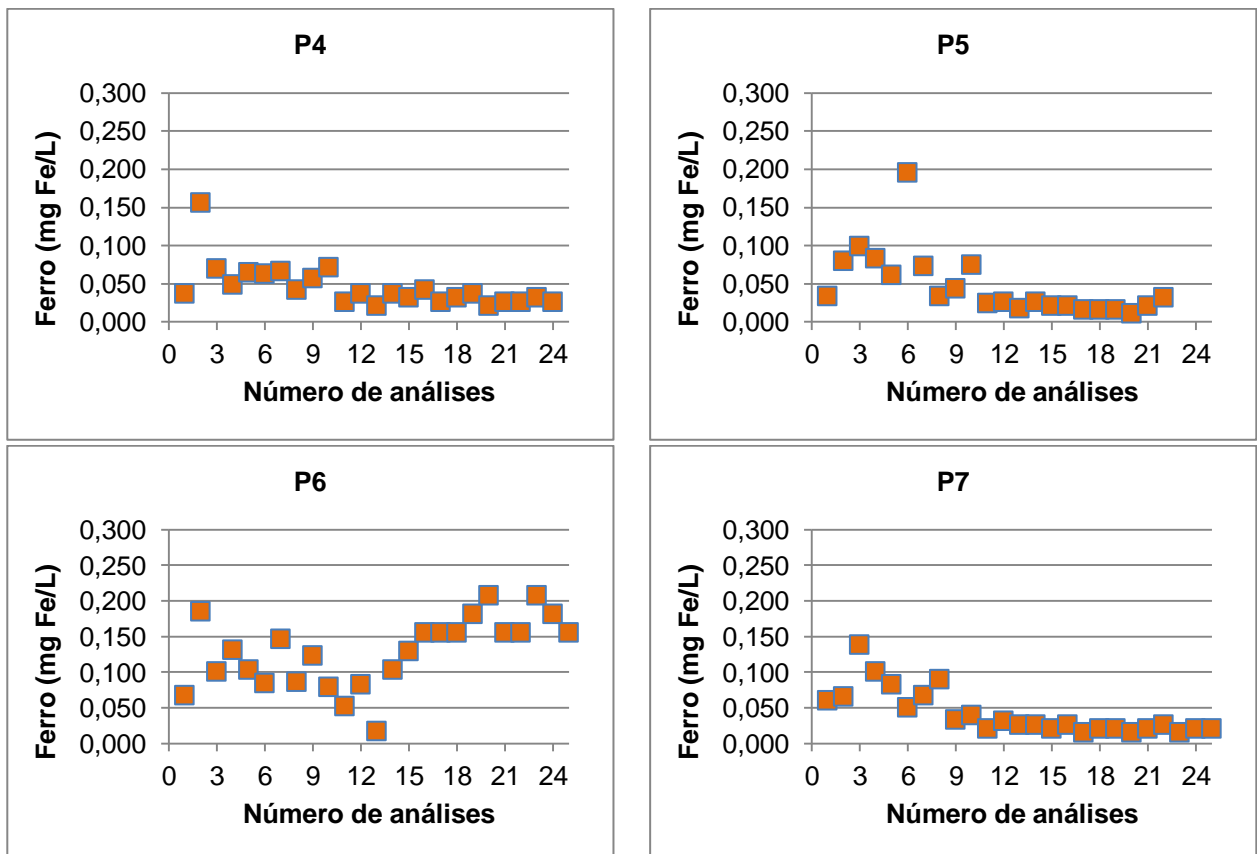 P4
Ferro (mg Fe/L)
0,300
0,250
0,200
0,150
0,100
0,050
0,000
0 3 6 9 12 15 18 21 24
Número de análises
P5
Ferro (mg Fe/L)
0,300
0,250
0,200
0,150
0,100
0,050
0,000
0 3 6 9 12 15 18 21 24
Número de análises
P6
Ferro (mg Fe/L)
0,300
0,250
0,200
0,150
0,100
0,050
0,000
0 3 6 9 12 15 18 21 24
Número de análises
P7
Ferro (mg Fe/L)
0,300
0,250
0,200
0,150
0,100
0,050
0,000
0 3 6 9 12 15 18 21 24
Número de análises